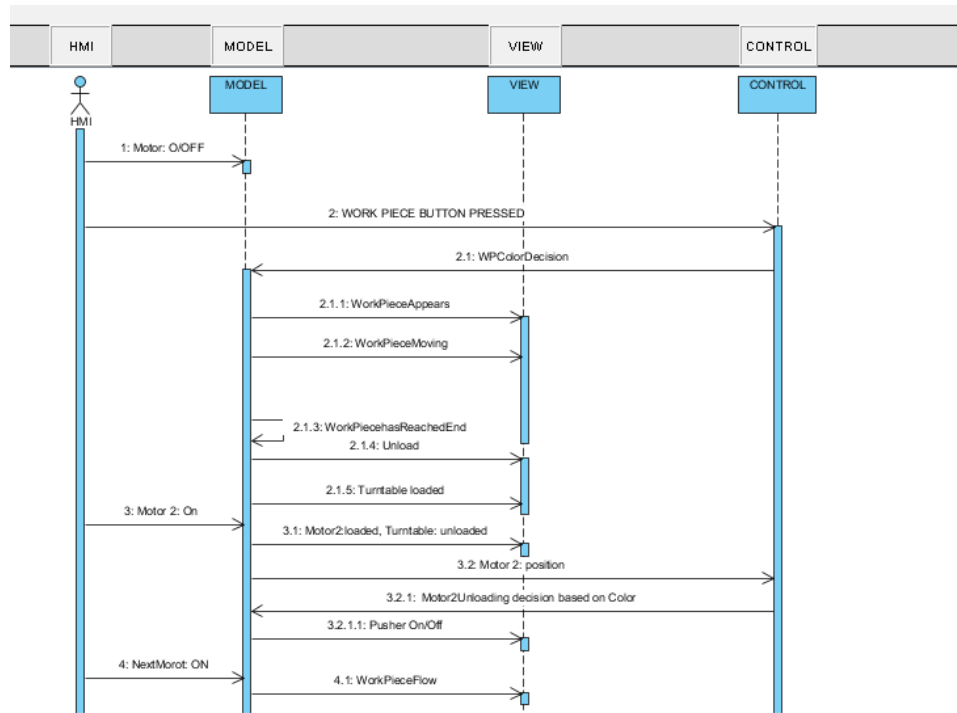 HMI MODEL VIEW CONTROL
MODEL VIEW CONTROL
HMI
1: Motor: O/OFF
2: WORK PIECE BUTTON PRESSED
2.1: WPColorDecision
2.1.1: WorkPieceAppears
2.1.2: WorkPieceMoving
2.1.3: WorkPiecehasReachedEnd
2.1.4: Unload
2.1.5: Turntable loaded
3: Motor 2: On
3.1: Motor2:loaded, Turntable: unloaded
3.2: Motor 2: position
3.2.1: Motor2Unloading decision based on Color
3.2.1.1: Pusher On/Off
4: NextMorot: ON
4.1: WorkPieceFlow